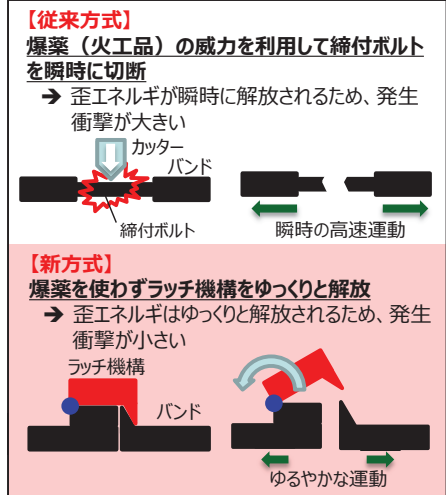 【従来方式】
爆薬（火工品）の威力を利用して締付ボルト
を瞬時に切断
➔ 歪エネルギが瞬時に解放されるため、発生
衝撃が大きい
カッター
バンド
締付ボルト
瞬時の高速運動
【新方式】
爆薬を使わずラッチ機構をゆっくりと解放
➔ 歪エネルギはゆっくりと解放されるため、発生
衝撃が小さい
ラッチ機構
バンド
ゆるやかな運動